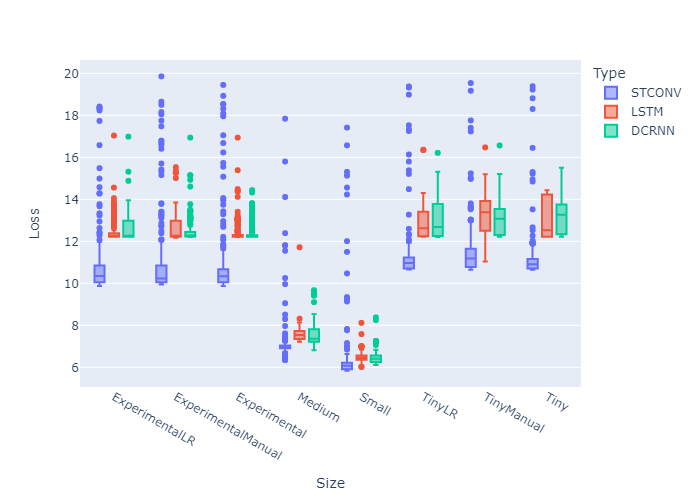 20
18
16
14
12
10
8
6
Loss
ExperimentalLR
ExperimentalManual
Experimental
Medium
Small
TinyLR
TinyManual
Tiny
Size
Type
STCONV
LSTM
DCRNN